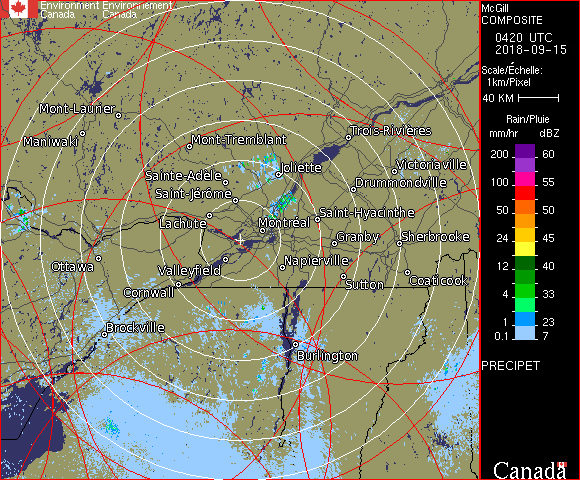 Environment Environnement
Canada Canada
McGill
COMPOSITE
0420 UTC
2018-09-15
Scale/Échelle:
1km/Pixel
40 KM
Rain/Pluie
mm/hr dBZ
200 60
100 55
50 50
24 45
12 40
4 33
1 23
0.1 7
PRECIPET
Canada
Mont-Laurier
Maniwaki
Mont-Tremblant
Trois-Rivières
Joliette
Victoriaville
Sainte-Adèle
Drummondville
Saint-Jérôme
Saint-Hyacinthe
Lachute
Montréal
Granby
Sherbrooke
Ottawa
Valleyfield
Napierville
Sutton
Coaticook
Cornwall
Brockville
Burlington